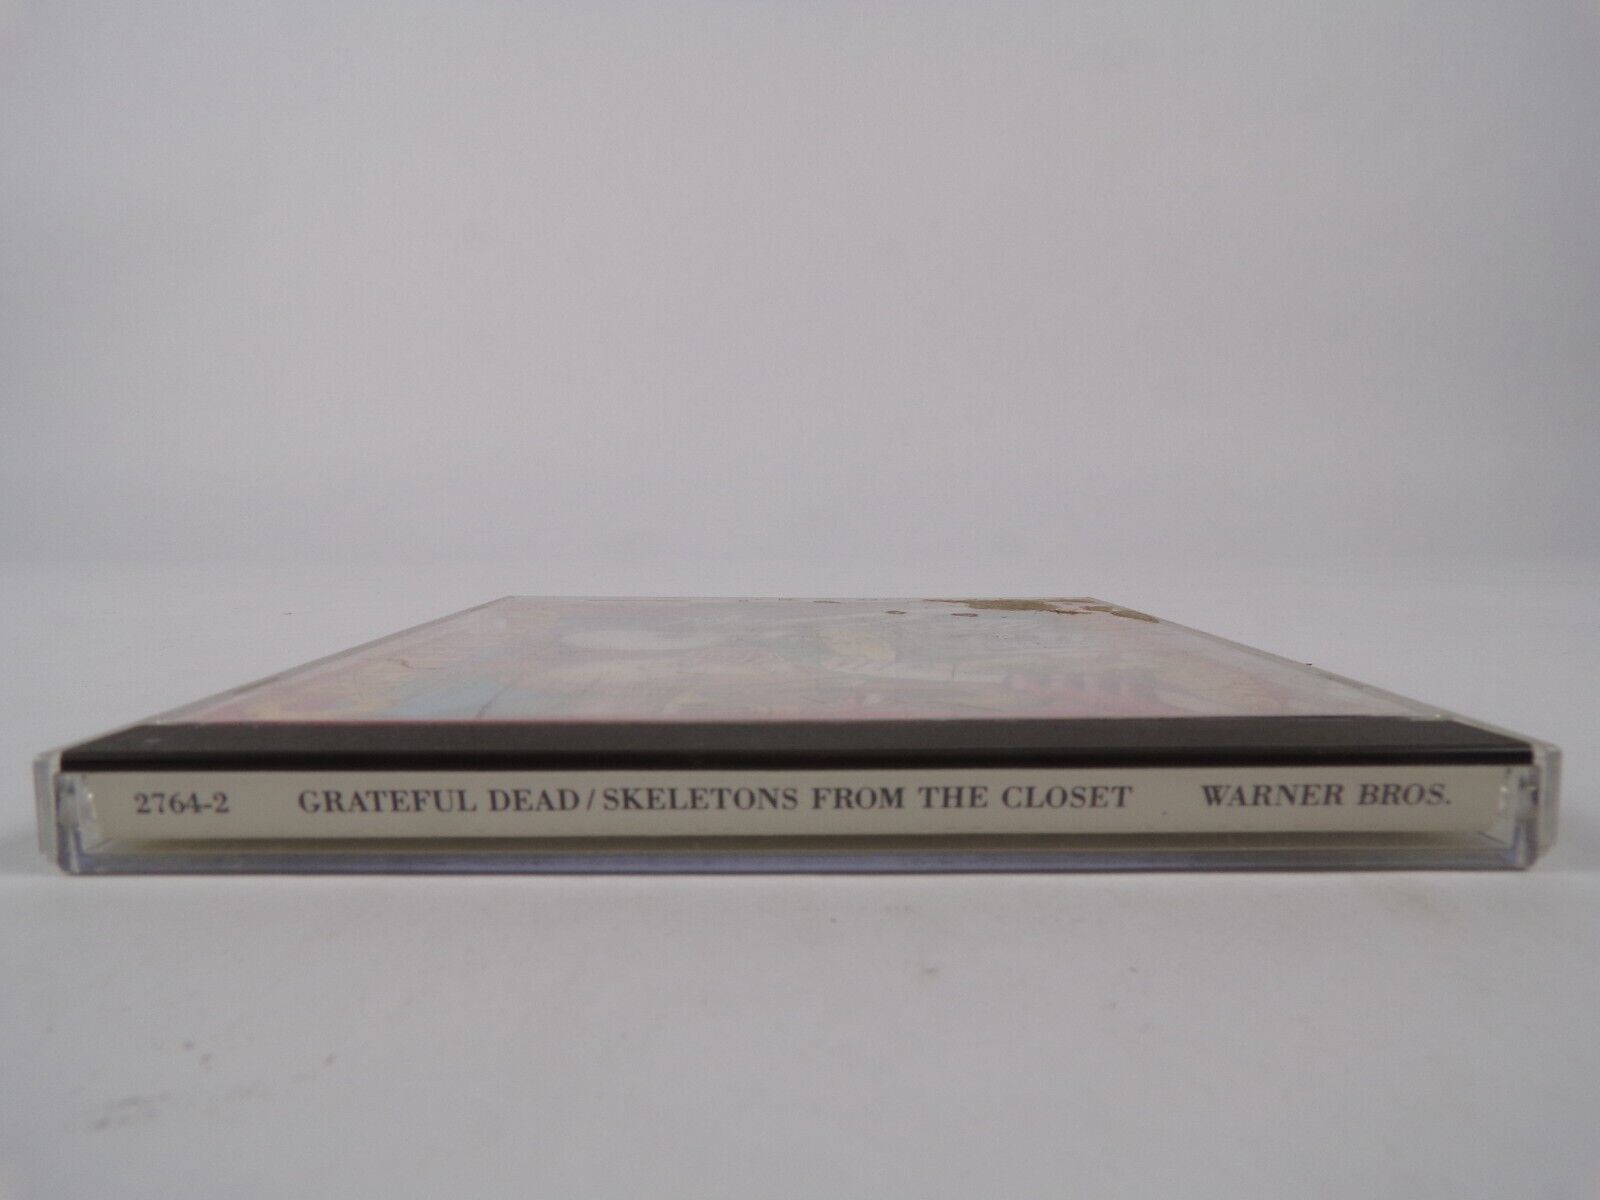 2764-2 GRATEFUL DEAD/SKELETONS FROM THE CLOSET WARNER BROS.